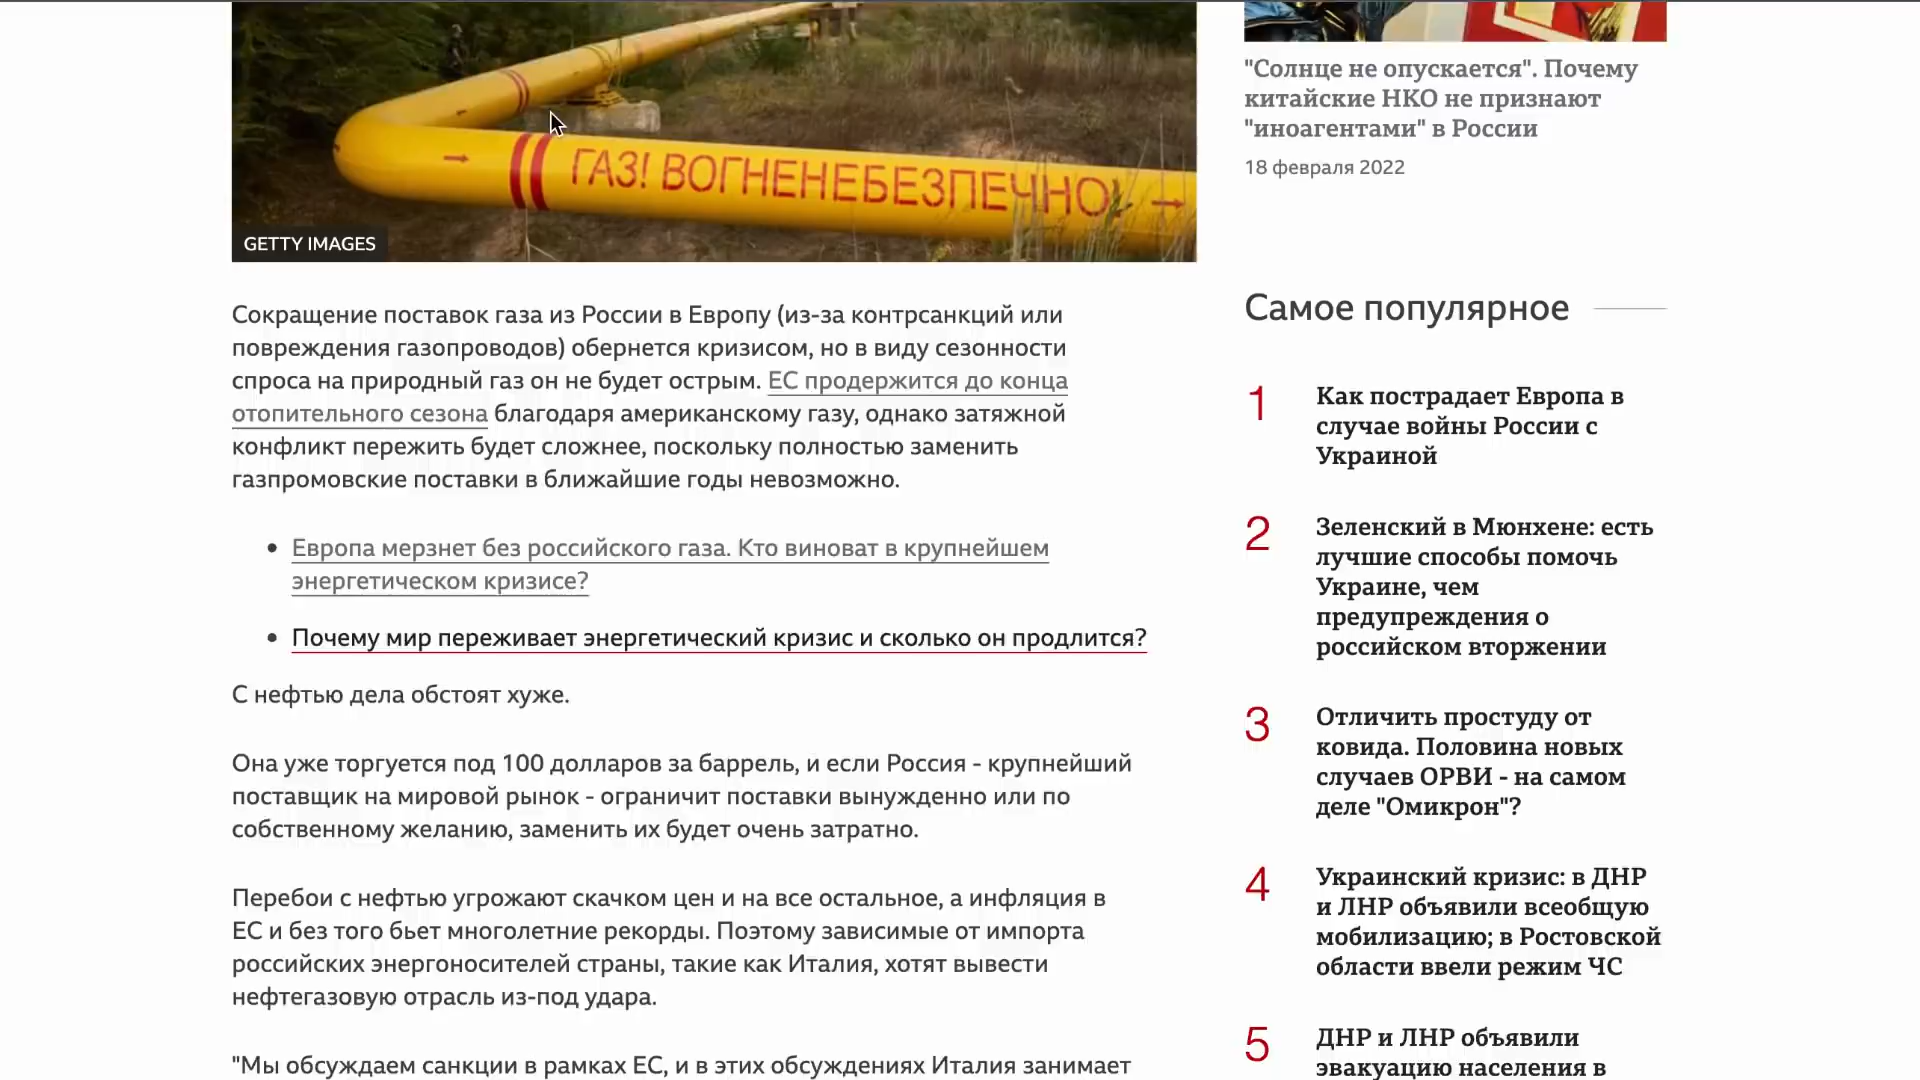 ГАЗ! ВОГНЕНЕБЕЗПЕЧНО!
GETTY IMAGES
Сокращение поставок газа из России в Европу (из-за контрсанкций или
повреждения газопроводов) обернется кризисом, но в виду сезонности
спроса на природный газ он не будет острым. ЕС продержится до конца
отопительного сезона благодаря американскому газу, однако затяжной
конфликт пережить будет сложнее, поскольку полностью заменить
газпромовские поставки в ближайшие годы невозможно.
• Европа мерзнет без российского газа. Кто виноват в крупнейшем
энергетическом кризисе?
• Почему мир переживает энергетический кризис и сколько он продлится?
С нефтью дела обстоят хуже.
Она уже торгуется под 100 долларов за баррель, и если Россия - крупнейший
поставщик на мировой рынок - ограничит поставки вынужденно или по
собственному желанию, заменить их будет очень затратно.
Перебои с нефтью угрожают скачком цен и на все остальное, а инфляция в
ЕС и без того бьет многолетние рекорды. Поэтому зависимые от импорта
российских энергоносителей страны, такие как Италия, хотят вывести
нефтегазовую отрасль из-под удара.
"Мы обсуждаем санкции в рамках ЕС, и в этих обсуждениях Италия занимает
"Солнце не опускается". Почему
китайские НКО не признают
"иноагентами" в России
18 февраля 2022
Самое популярное
1
Как пострадает Европа в
случае войны России с
Украиной
2
Зеленский в Мюнхене: есть
лучшие способы помочь
Украине, чем
предупреждения о
российском вторжении
3
Отличить простуду от
ковида. Половина новых
случаев ОРВИ - на самом
деле "Омикрон"?
4
Украинский кризис: в ДНР
и ЛНР объявили всеобщую
мобилизацию; в Ростовской
области ввели режим ЧС
5
ДНР и ЛНР объявили
эвакуацию населения в